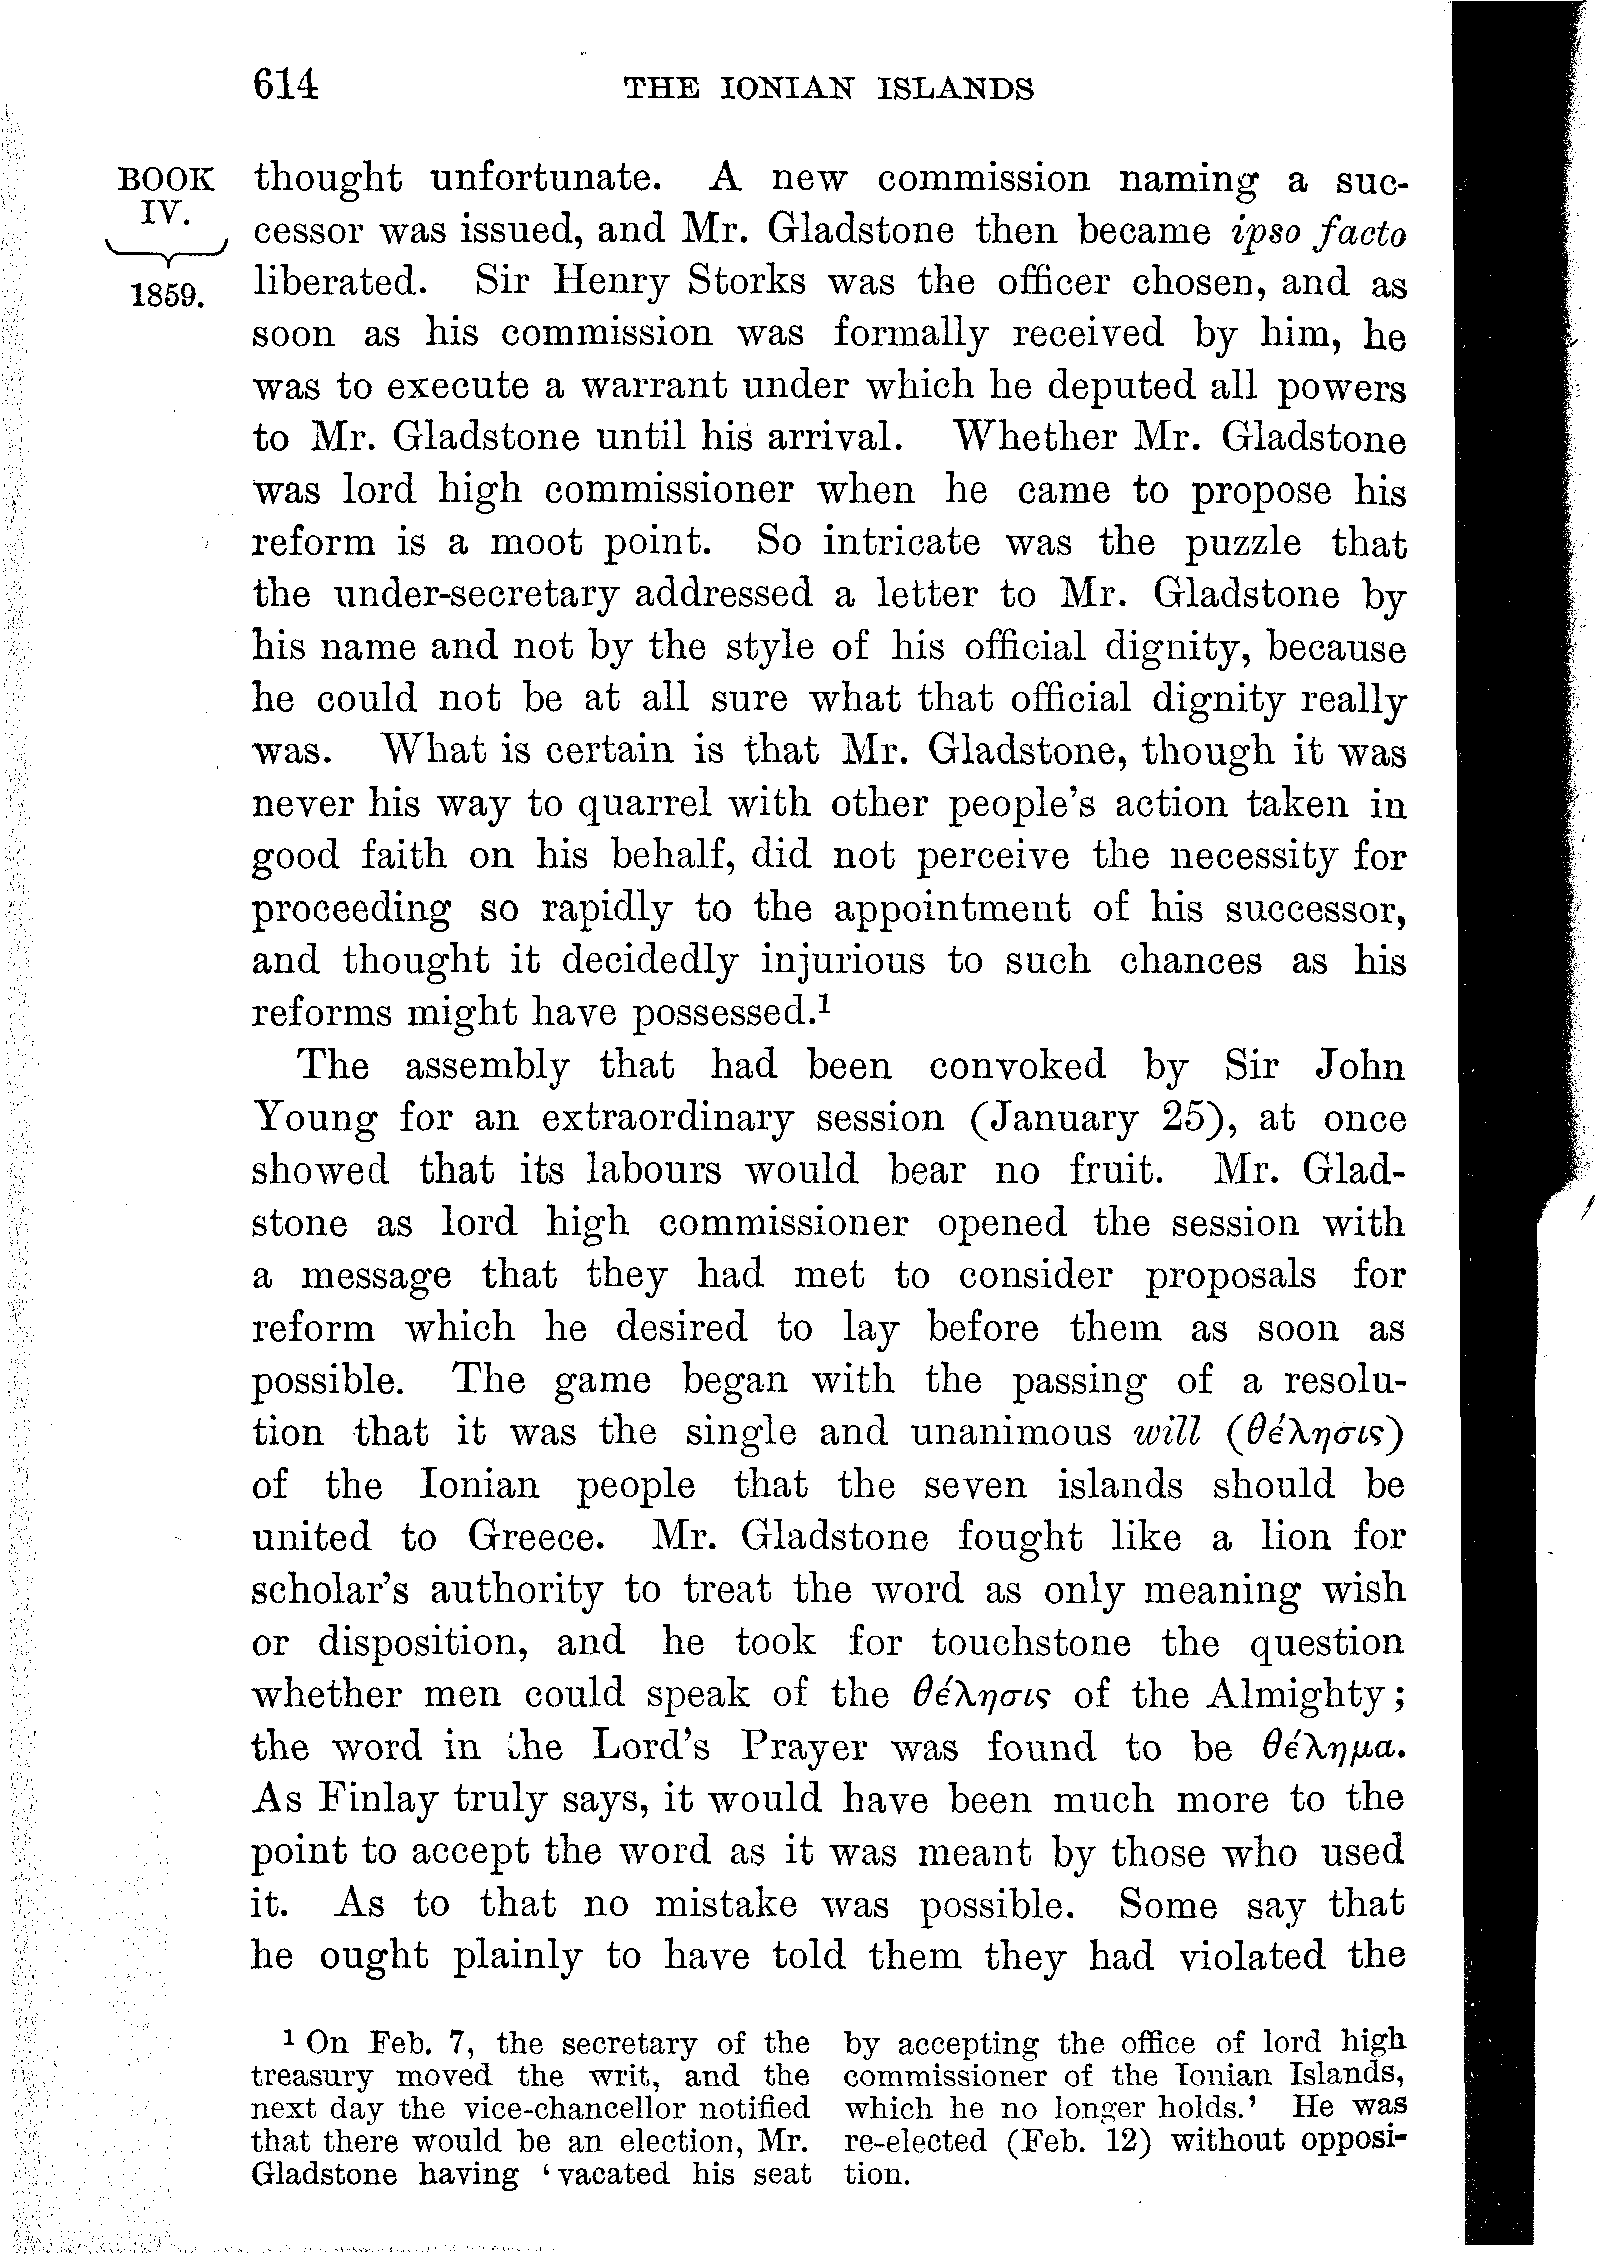 614 THE IONIAN ISLANDS
BOOK
IV.
1859.
thought unfortunate. A new commission naming a suc-
cessor was issued, and Mr. Gladstone then became ipso facto
liberated. Sir Henry Storks was the officer chosen, and as
soon as his commission was formally received by him, he
was to execute a warrant under which he deputed all powers
to Mr. Gladstone until his arrival. Whether Mr. Gladstone
was lord high commissioner when he came to propose his
reform is a moot point. So intricate was the puzzle that
the under-secretary addressed a letter to Mr. Gladstone by
his name and not by the style of his official dignity, because
he could not be at all sure what that official dignity really
was. What is certain is that Mr. Gladstone, though it was
never his way to quarrel with other people's action taken in
good faith on his behalf, did not perceive the necessity for
proceeding so rapidly to the appointment of his successor,
and thought it decidedly injurious to such chances as his
reforms might have possessed.¹
The assembly that had been convoked by Sir John
Young for an extraordinary session (January 25), at once
showed that its labours would bear no fruit. Mr. Glad-
stone as lord high commissioner opened the session with
a message that they had met to consider proposals for
reform which he desired to lay before them as soon as
possible. The game began with the passing of a resolu-
tion that it was the single and unanimous will (θέλησις)
of the Ionian people that the seven islands should be
united to Greece. Mr. Gladstone fought like a lion for
scholar's authority to treat the word as only meaning wish
or disposition, and he took for touchstone the question
whether men could speak of the θέλησις of the Almighty;
the word in the Lord's Prayer was found to be θέλημα.
As Finlay truly says, it would have been much more to the
point to accept the word as it was meant by those who used
it. As to that no mistake was possible. Some say that
he ought plainly to have told them they had violated the
¹ On Feb. 7, the secretary of the
treasury moved the writ, and the
next day the vice-chancellor notified
that there would be an election, Mr.
Gladstone having 'vacated his seat
by accepting the office of lord high
commissioner of the Ionian Islands,
which he no longer holds.' He was
re-elected (Feb. 12) without opposi-
tion.